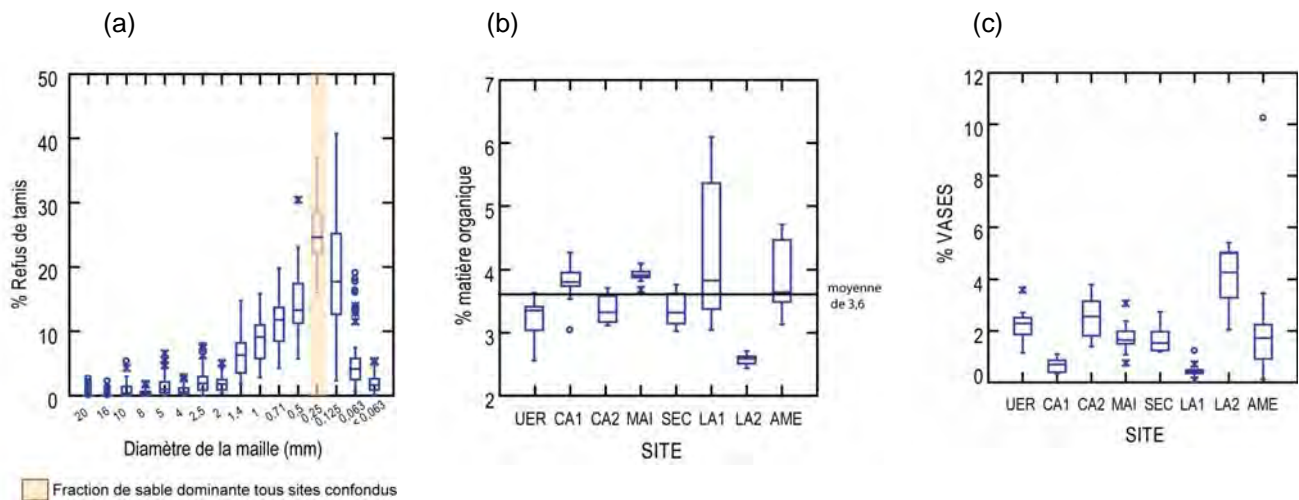 (a)
50
40
30
20
10
0
% Refus de tamis
20 16 10 8 5 4 2.5 2 1.4 1 0,71 0,5 0,25 0,125 0,063 < 0,063
Diamètre de la maille (mm)
Fraction de sable dominante tous sites confondus
(b)
7
6
5
4
3
2
% matière organique
moyenne
de 3,6
UER CA1 CA2 MAI SEC LA1 LA2 AME
SITE
(c)
12
10
8
6
4
2
0
% VASES
UER CA1 CA2 MAI SEC LA1 LA2 AME
SITE